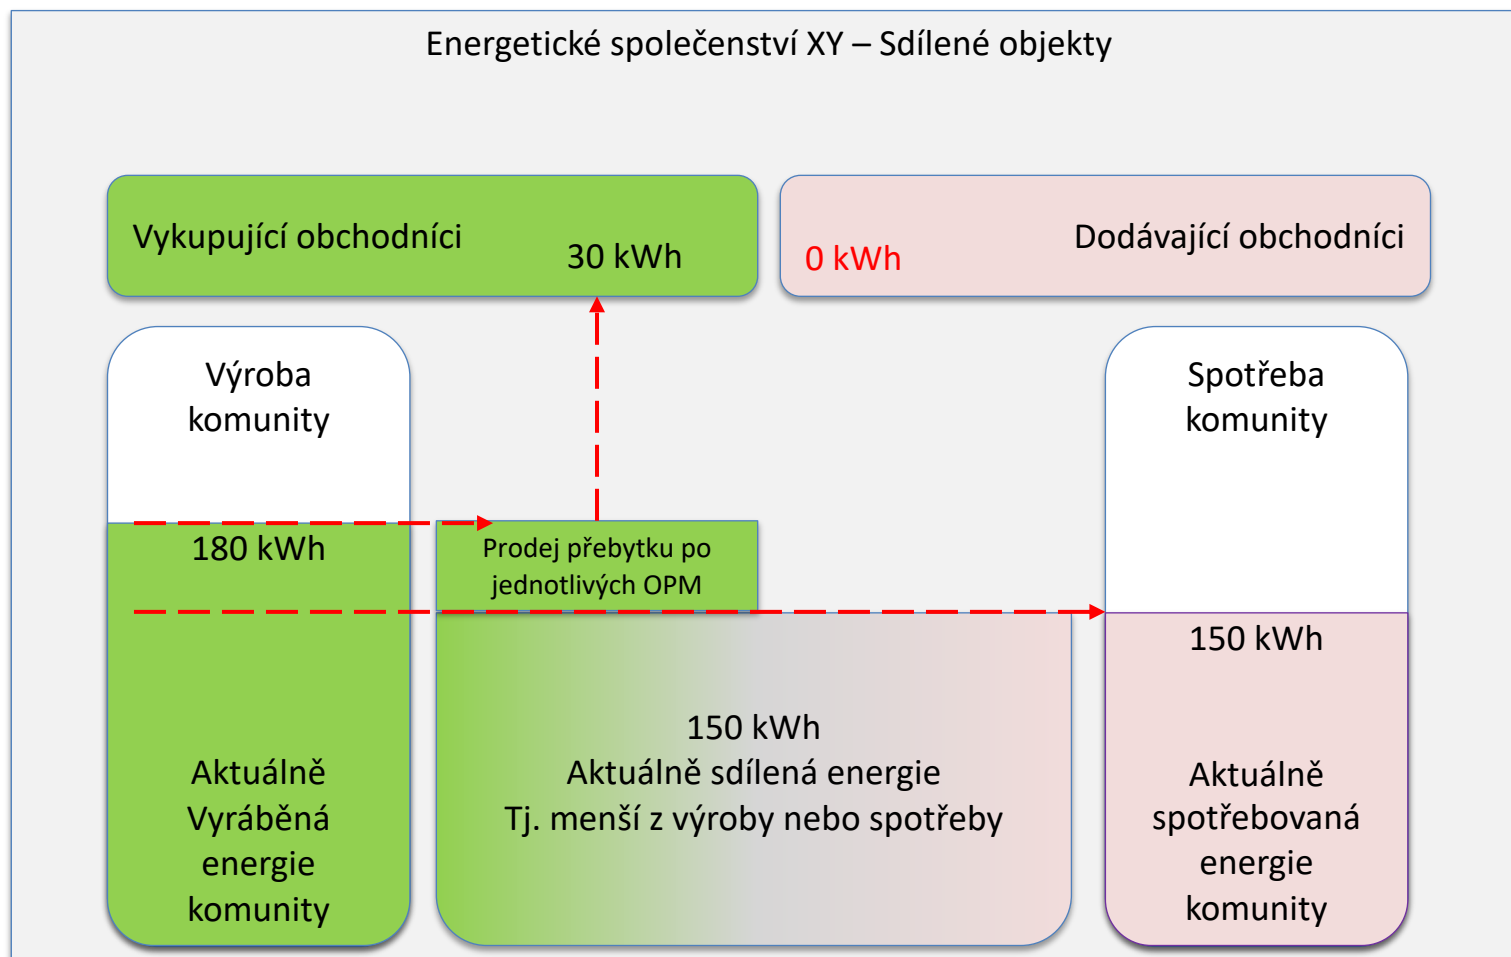 Energetické společenství XY – Sdílené objekty
Vykupující obchodníci
30 kWh
0 kWh
Dodávající obchodníci
Výroba
komunity
180 kWh
Aktuálně
Vyráběná
energie
komunity
Prodej přebytku po
jednotlivých OPM
150 kWh
Aktuálně sdílená energie
Tj. menší z výroby nebo spotřeby
Spotřeba
komunity
150 kWh
Aktuálně
spotřebovaná
energie
komunity